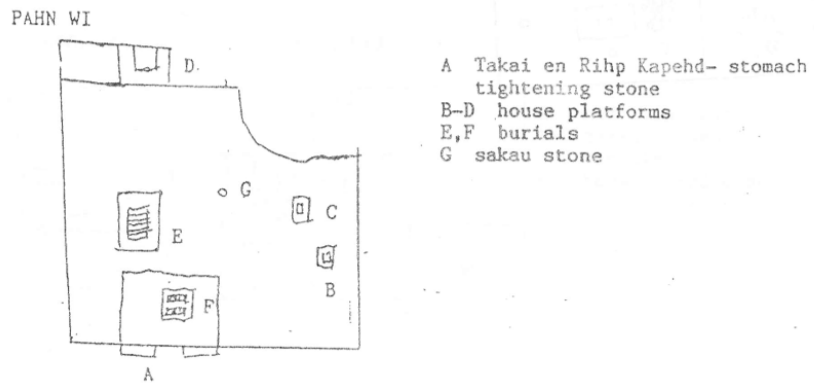 PAHN WI
D
A Takai en Rihp Kapehd- stomach
tightening stone
B-D house platforms
E,F burials
G sakau stone
G
C
E
B
F
A